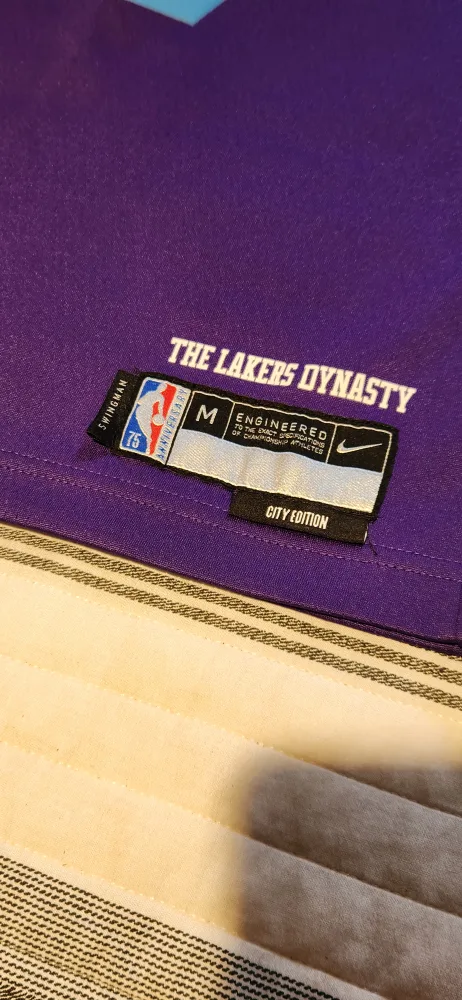 THE LAKERS DYNASTY
SWINGMAN
75
ANNIVERSARY
M
ENGINEERED
TO THE EXACT SPECIFICATIONS
OF CHAMPIONSHIP ATHLETES
CITY EDITION